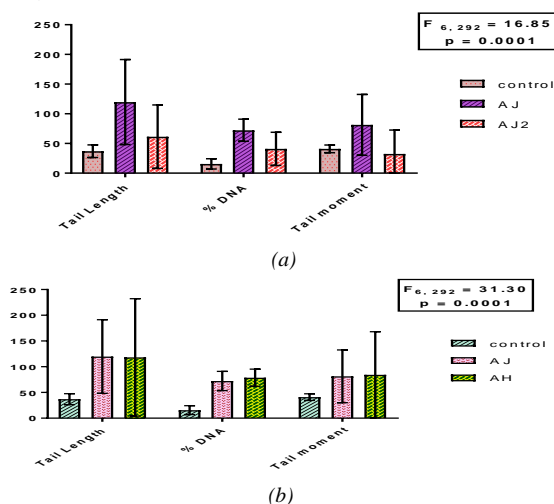 F 6, 292 = 16.85
p = 0.0001
250
200
150
100
50
0
control
AJ
AJ2
Tail Length
% DNA
Tail moment
(a)
F 6, 292 = 31.30
p = 0.0001
250
200
150
100
50
0
control
AJ
AH
Tail Length
% DNA
Tail moment
(b)